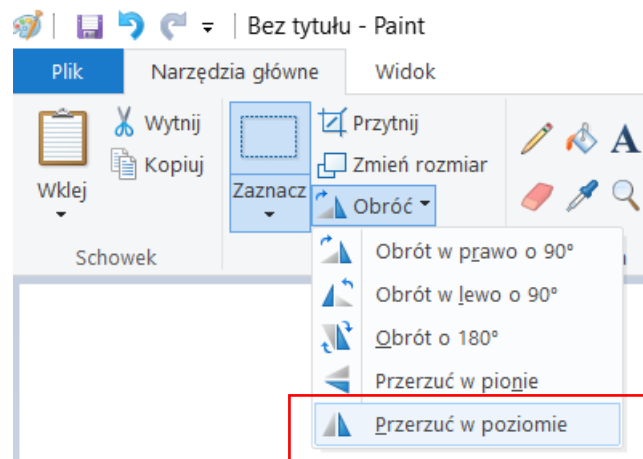 Bez tytułu - Paint
Plik Narzędzia główne Widok
Wklej
Wytnij
Kopiuj
Schowek
Zaznacz
Przytnij
Zmień rozmiar
Obróć
A
Obrót w prawo o 90°
Obrót w lewo o 90°
Obrót o 180°
Przerzuć w pionie
Przerzuć w poziomie